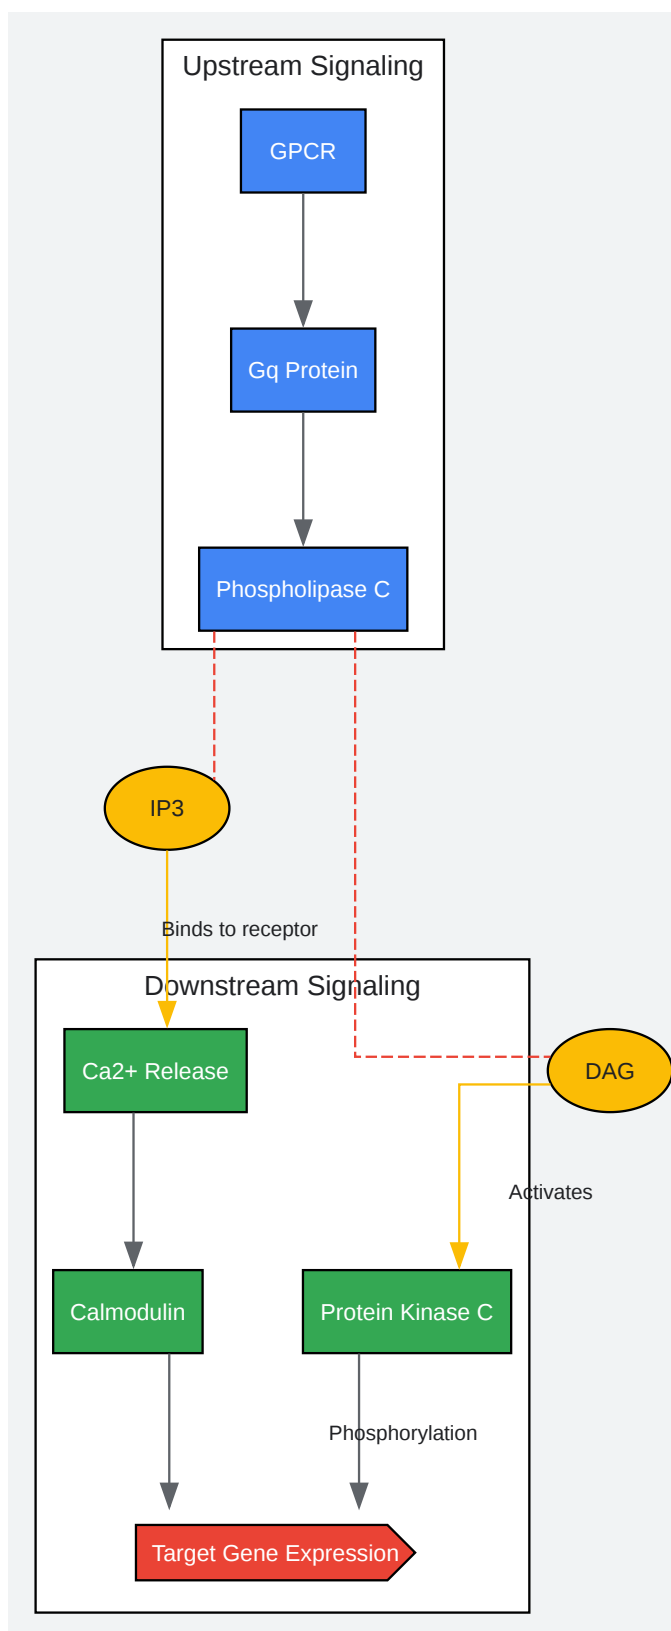 Upstream Signaling
GPCR
Gq Protein
Phospholipase C
IP3
Binds to receptor
Downstream Signaling
Ca2+ Release
DAG
Activates
Calmodulin
Protein Kinase C
Phosphorylation
Target Gene Expression